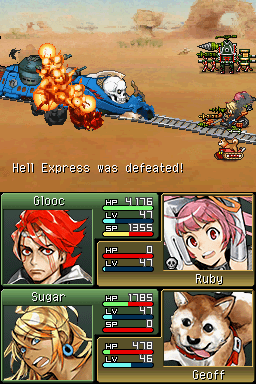 Hell Express was defeated!
Glooc
HP 4176
LV 47
SP 1355
HP 0
LV 47
Ruby
Sugar
HP 1785
LV 47
SP 0
HP 478
LV 46
Geoff